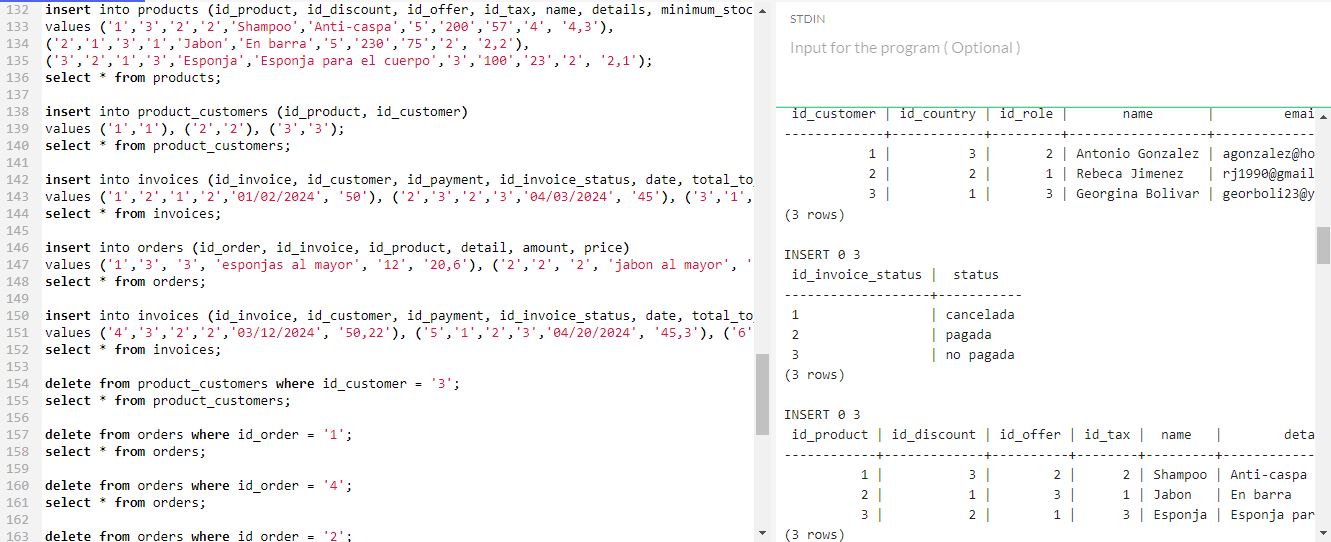 132 insert into products (id_product, id_discount, id_offer, id_tax, name, details, minimum_stoc
133 values ('1','3','2','2','Shampoo','Anti-caspa','5','200','57','4', '4,3'),
134 ('2','1','3','1','Jabon','En barra','5','230','75','2', '2,2'),
135 ('3','2','1','3','Esponja','Esponja para el cuerpo','3','100','23','2', '2,1');
136 select * from products;
137
138 insert into product_customers (id_product, id_customer)
139 values ('1','1'), ('2','2'), ('3','3');
140 select * from product_customers;
141
142 insert into invoices (id_invoice, id_customer, id_payment, id_invoice_status, date, total_to
143 values ('1','2','1','2','01/02/2024', '50'), ('2','3','2','3','04/03/2024', '45'), ('3','1',
144 select * from invoices;
145
146 insert into orders (id_order, id_invoice, id_product, detail, amount, price)
147 values ('1','3', '3', 'esponjas al mayor', '12', '20,6'), ('2','2', '2', 'jabon al mayor', '
148 select * from orders;
149
150 insert into invoices (id_invoice, id_customer, id_payment, id_invoice_status, date, total_to
151 values ('4','3','2','2','03/12/2024', '50,22'), ('5','1','2','3','04/20/2024', '45,3'), ('6'
152 select * from invoices;
153
154 delete from product_customers where id_customer = '3';
155 select * from product_customers;
156
157 delete from orders where id_order = '1';
158 select * from orders;
159
160 delete from orders where id_order = '4';
161 select * from orders;
162
163 delete from orders where id_order = '2';
STDIN
Input for the program ( Optional )
id_customer | id_country | id_role | name | emai
------------+------------+---------+-------------------+-------------
1 | 3 | 2 | Antonio Gonzalez | agonzalez@ho
2 | 2 | 1 | Rebeca Jimenez | rj1990@gmail
3 | 1 | 3 | Georgina Bolivar | georboli23@y
(3 rows)
INSERT 0 3
id_invoice_status | status
-------------------+-----------
1 | cancelada
2 | pagada
3 | no pagada
(3 rows)
INSERT 0 3
id_product | id_discount | id_offer | id_tax | name | deta
------------+-------------+----------+--------+---------+------------
1 | 3 | 2 | 2 | Shampoo | Anti-caspa
2 | 1 | 3 | 1 | Jabon | En barra
3 | 2 | 1 | 3 | Esponja | Esponja par
(3 rows)